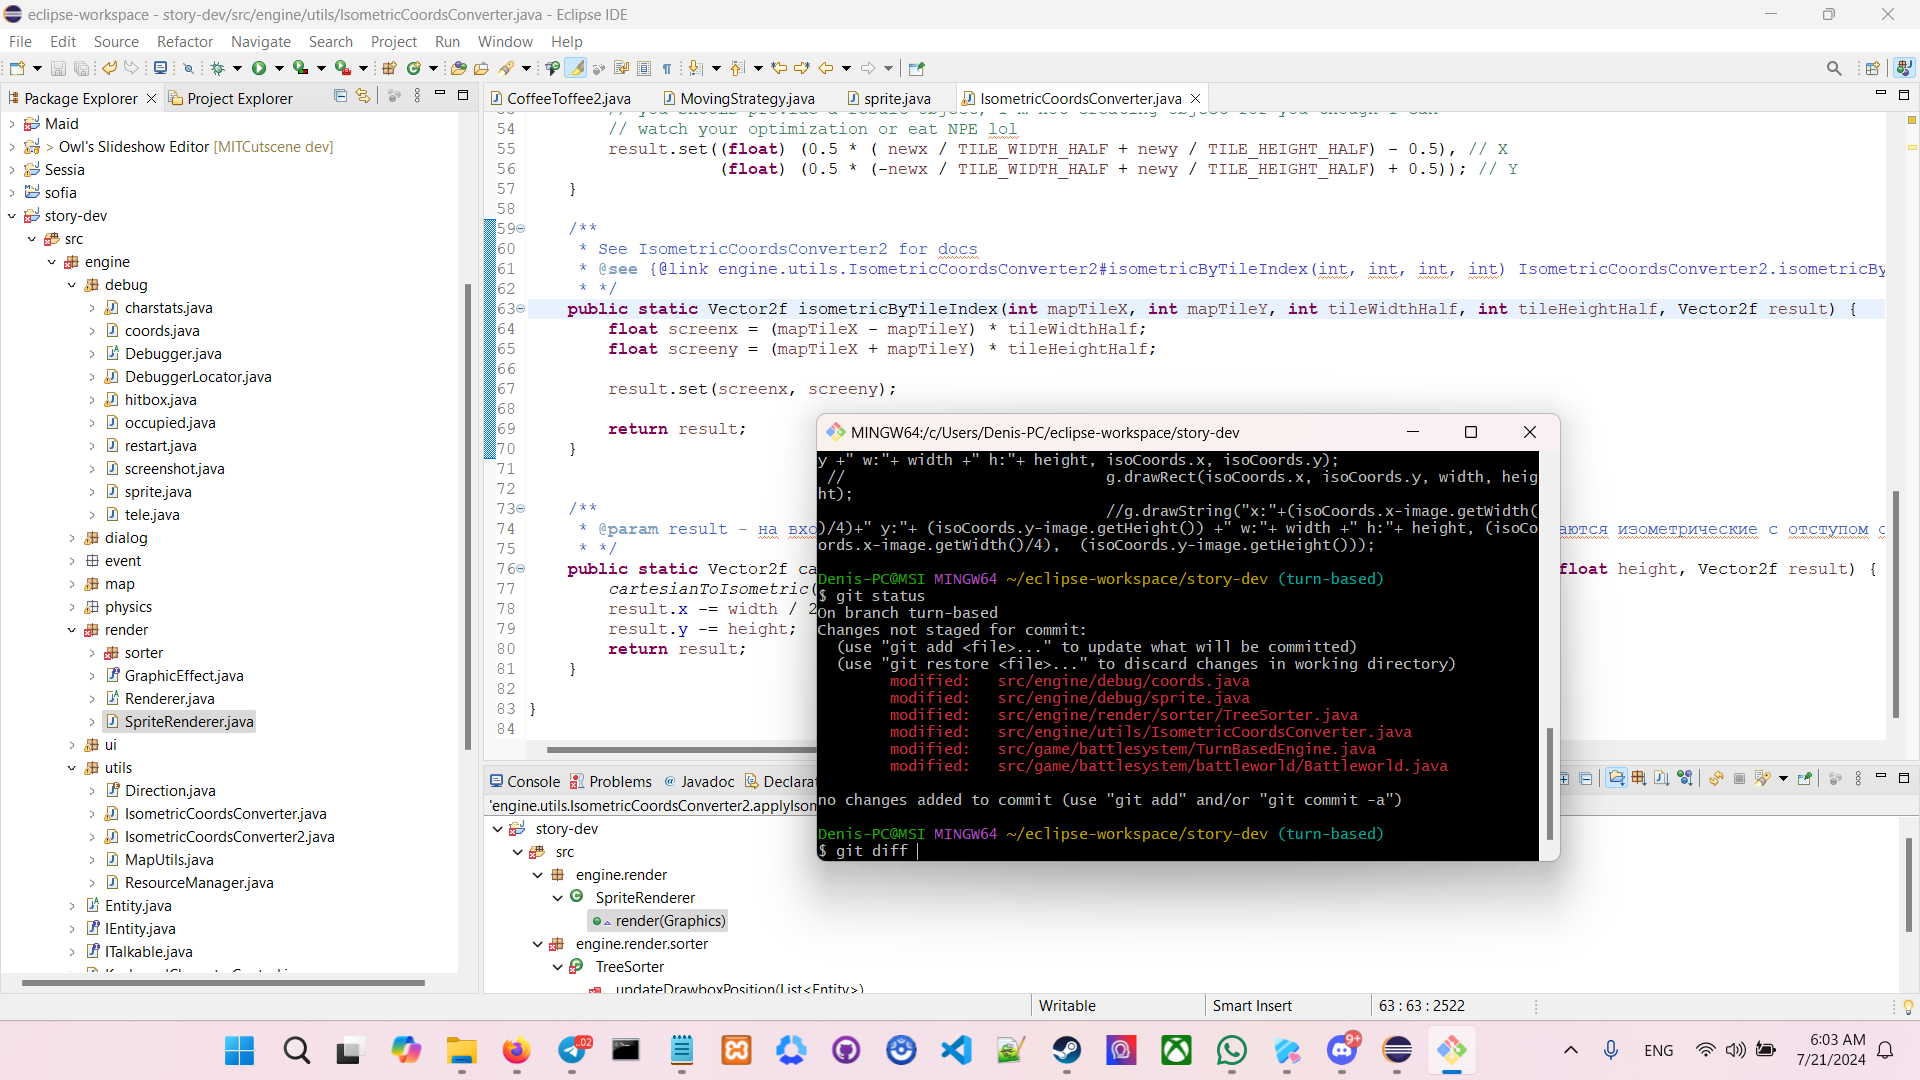 eclipse-workspace - story-dev/src/engine/utils/IsometricCoordsConverter.java - Eclipse IDE
File Edit Source Refactor Navigate Search Project Run Window Help
Package Explorer Project Explorer
Maid
> Owl's Slideshow Editor [MITCutscene dev]
Sessia
sofia
story-dev
src
engine
debug
charstats.java
coords.java
Debugger.java
DebuggerLocator.java
hitbox.java
occupied.java
restart.java
screenshot.java
sprite.java
tele.java
dialog
event
map
physics
render
sorter
GraphicEffect.java
Renderer.java
SpriteRenderer.java
ui
utils
Direction.java
IsometricCoordsConverter.java
IsometricCoordsConverter2.java
MapUtils.java
ResourceManager.java
Entity.java
IEntity.java
ITalkable.java
CoffeeToffee2.java MovingStrategy.java sprite.java IsometricCoordsConverter.java
54 // watch your optimization or eat NPE lol
55 result.set((float) (0.5 * ( newx / TILE_WIDTH_HALF + newy / TILE_HEIGHT_HALF) - 0.5), // X
56 (float) (0.5 * (-newx / TILE_WIDTH_HALF + newy / TILE_HEIGHT_HALF) + 0.5)); // Y
57 }
58
59 /**
60 * See IsometricCoordsConverter2 for docs
61 * @see {@link engine.utils.IsometricCoordsConverter2#isometricByTileIndex(int, int, int, int) IsometricCoordsConverter2.isometricBy
62 * */
63 public static Vector2f isometricByTileIndex(int mapTileX, int mapTileY, int tileWidthHalf, int tileHeightHalf, Vector2f result) {
64 float screenx = (mapTileX - mapTileY) * tileWidthHalf;
65 float screeny = (mapTileX + mapTileY) * tileHeightHalf;
66
67 result.set(screenx, screeny);
68
69 return result;
70 }
71
72
73 /**
74 * @param result - на вхо аются изометрические с отступом
75 * */
76 public static Vector2f ca float height, Vector2f result) {
77 cartesianToIsometric(
78 result.x -= width / 2
79 result.y -= height;
80 return result;
81 }
82
83 }
84
MINGW64:/c/Users/Denis-PC/eclipse-workspace/story-dev
y +" w:"+ width +" h:"+ height, isoCoords.x, isoCoords.y);
// g.drawRect(isoCoords.x, isoCoords.y, width, heig
ht);
//g.drawString("x:"+(isoCoords.x-image.getWidth(
)/4)+" y:"+ (isoCoords.y-image.getHeight()) +" w:"+ width +" h:"+ height, (isoCo
ords.x-image.getWidth()/4), (isoCoords.y-image.getHeight()));
Denis-PC@MSI MINGW64 ~/eclipse-workspace/story-dev (turn-based)
$ git status
On branch turn-based
Changes not staged for commit:
(use "git add <file>..." to update what will be committed)
(use "git restore <file>..." to discard changes in working directory)
modified: src/engine/debug/coords.java
modified: src/engine/debug/sprite.java
modified: src/engine/render/sorter/TreeSorter.java
modified: src/engine/utils/IsometricCoordsConverter.java
modified: src/game/battlesystem/TurnBasedEngine.java
modified: src/game/battlesystem/battleworld/Battleworld.java
no changes added to commit (use "git add" and/or "git commit -a")
Denis-PC@MSI MINGW64 ~/eclipse-workspace/story-dev (turn-based)
$ git diff
Console Problems Javadoc Declarat
'engine.utils.IsometricCoordsConverter2.applyIsom
story-dev
src
engine.render
SpriteRenderer
render(Graphics)
engine.render.sorter
TreeSorter
updateDrawboxPosition(List<Entity>)
Writable Smart Insert 63 : 63 : 2522
..02 9+ ENG 6:03 AM
7/21/2024